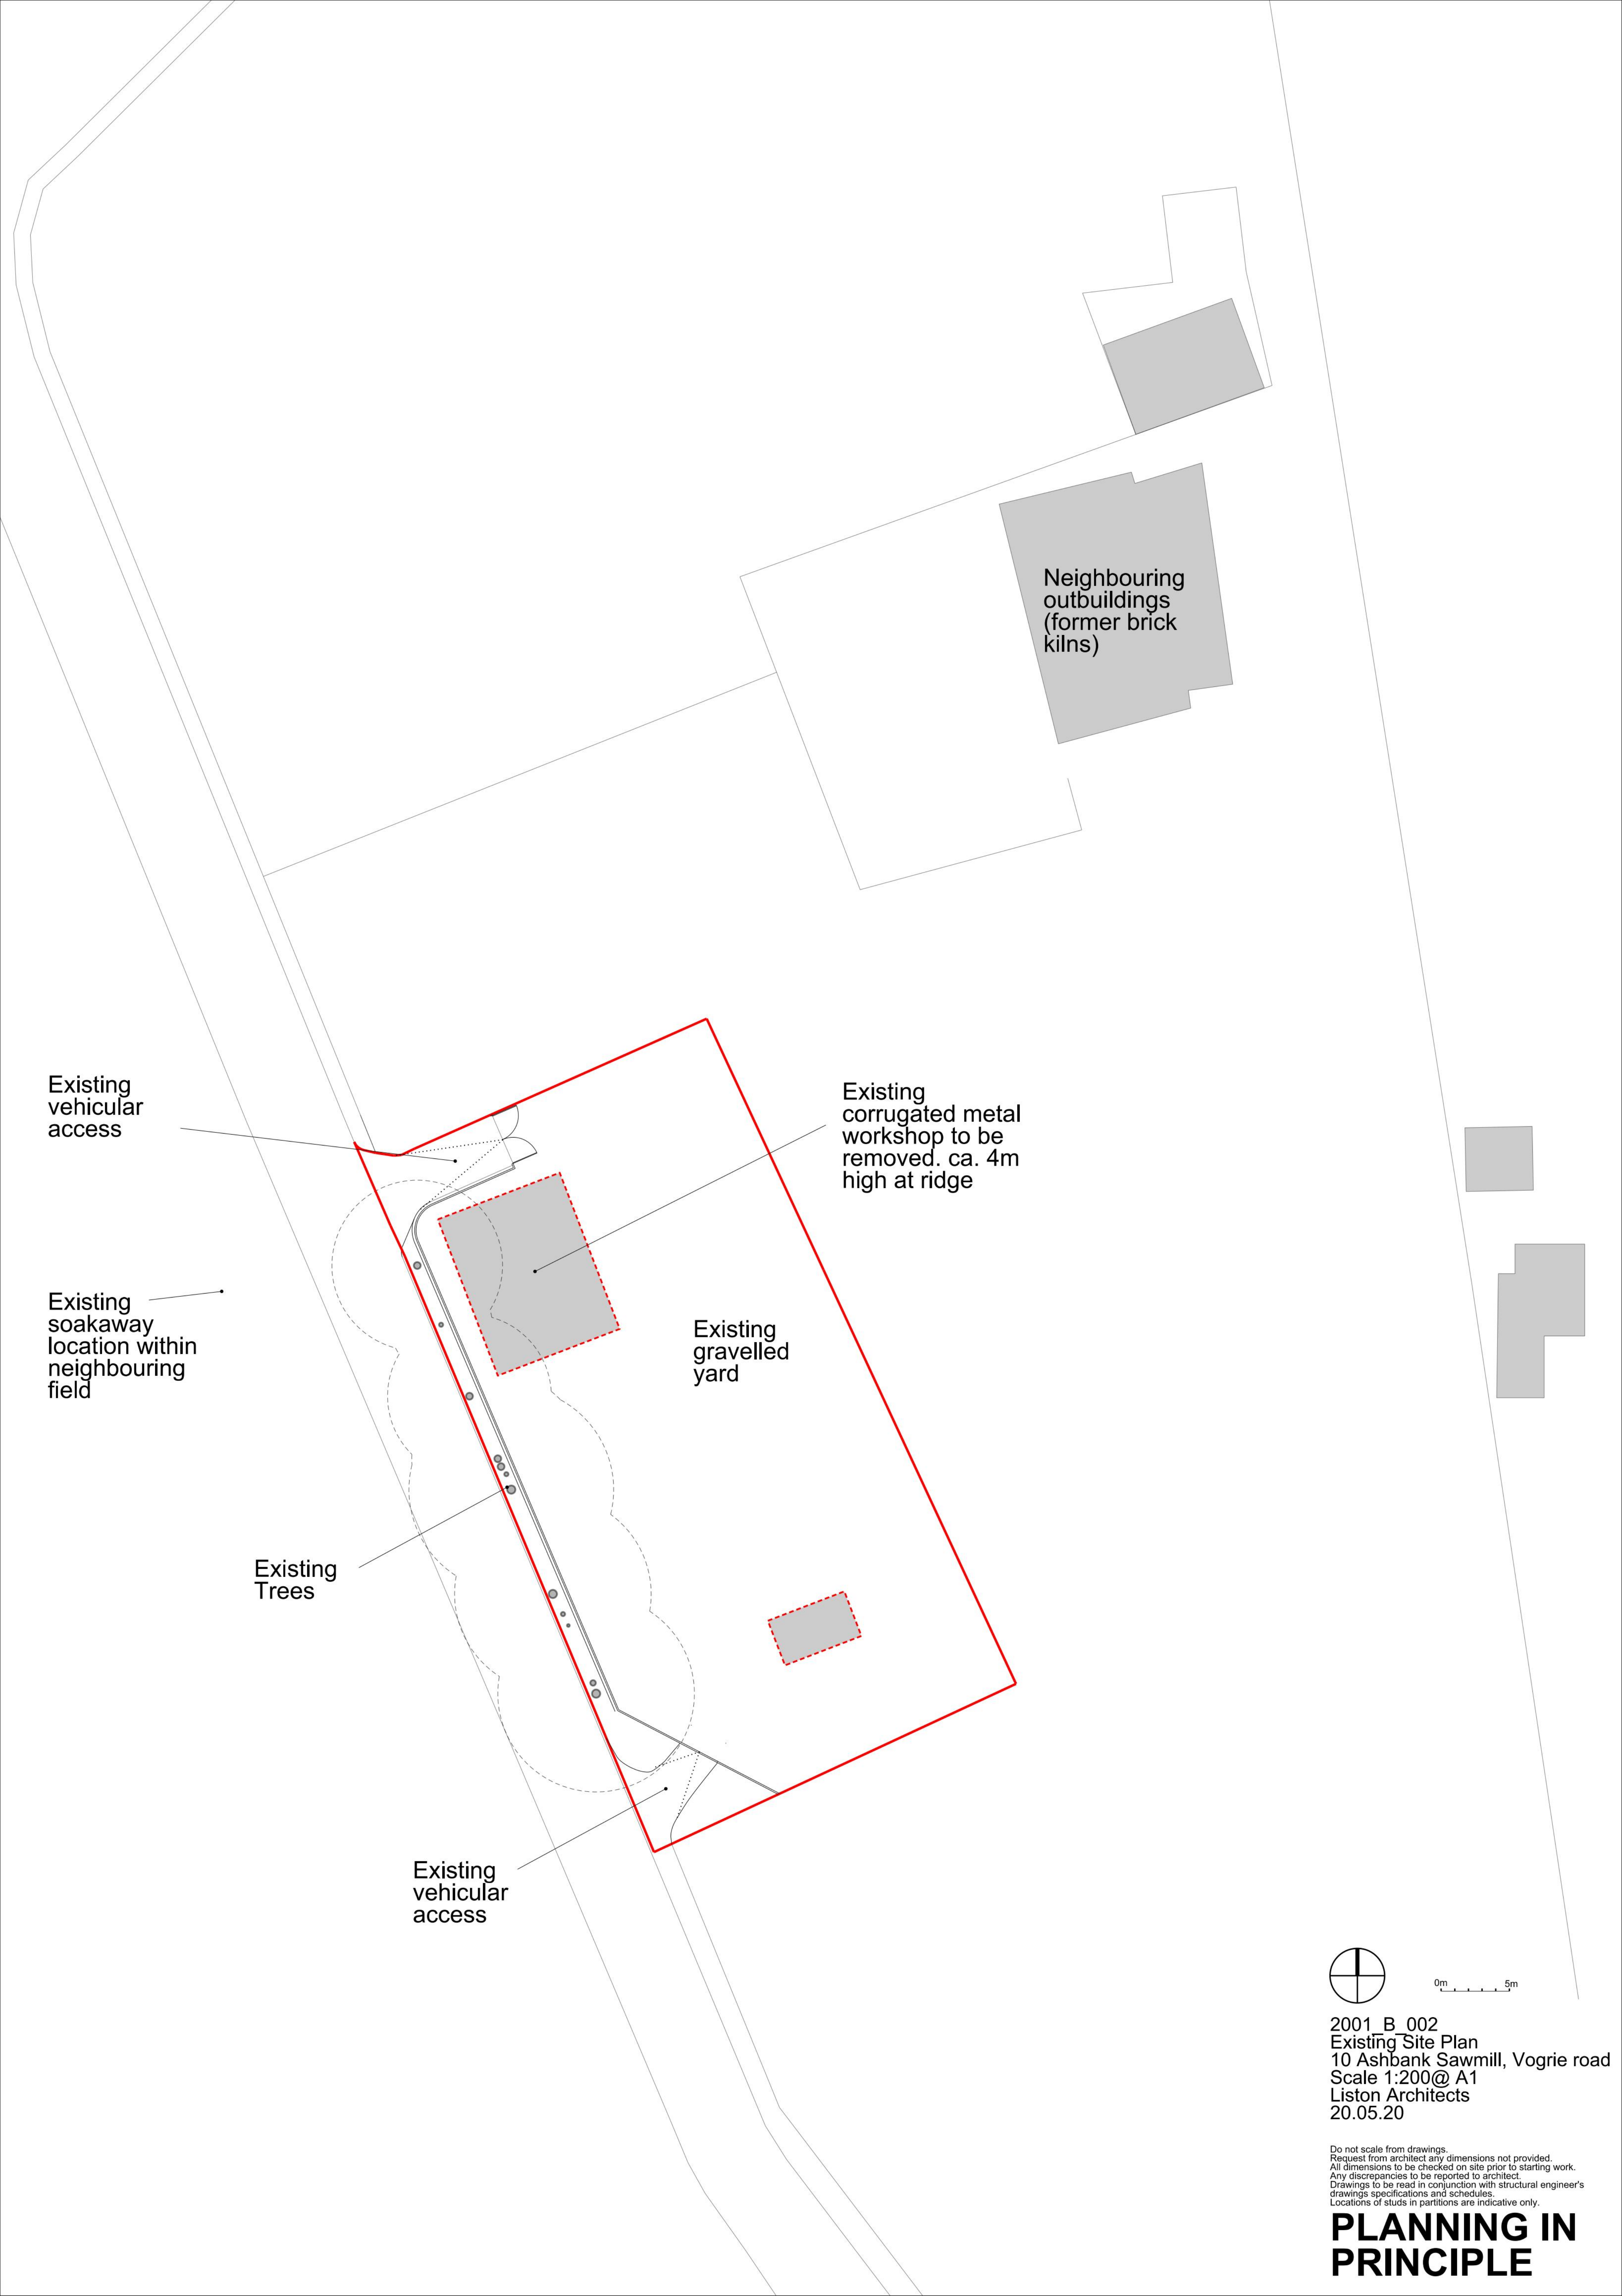 Neighbouring
outbuildings
(former brick
kilns)
Existing
vehicular
access
Existing
corrugated metal
workshop to be
removed. ca. 4m
high at ridge
Existing
soakaway
location within
neighbouring
field
Existing
gravelled
yard
Existing
Trees
Existing
vehicular
access
0m 5m
2001_B_002
Existing Site Plan
10 Ashbank Sawmill, Vogrie road
Scale 1:200@ A1
Liston Architects
20.05.20
Do not scale from drawings.
Request from architect any dimensions not provided.
All dimensions to be checked on site prior to starting work.
Any discrepancies to be reported to architect.
Drawings to be read in conjunction with structural engineer's
drawings specifications and schedules.
Locations of studs in partitions are indicative only.
PLANNING IN
PRINCIPLE